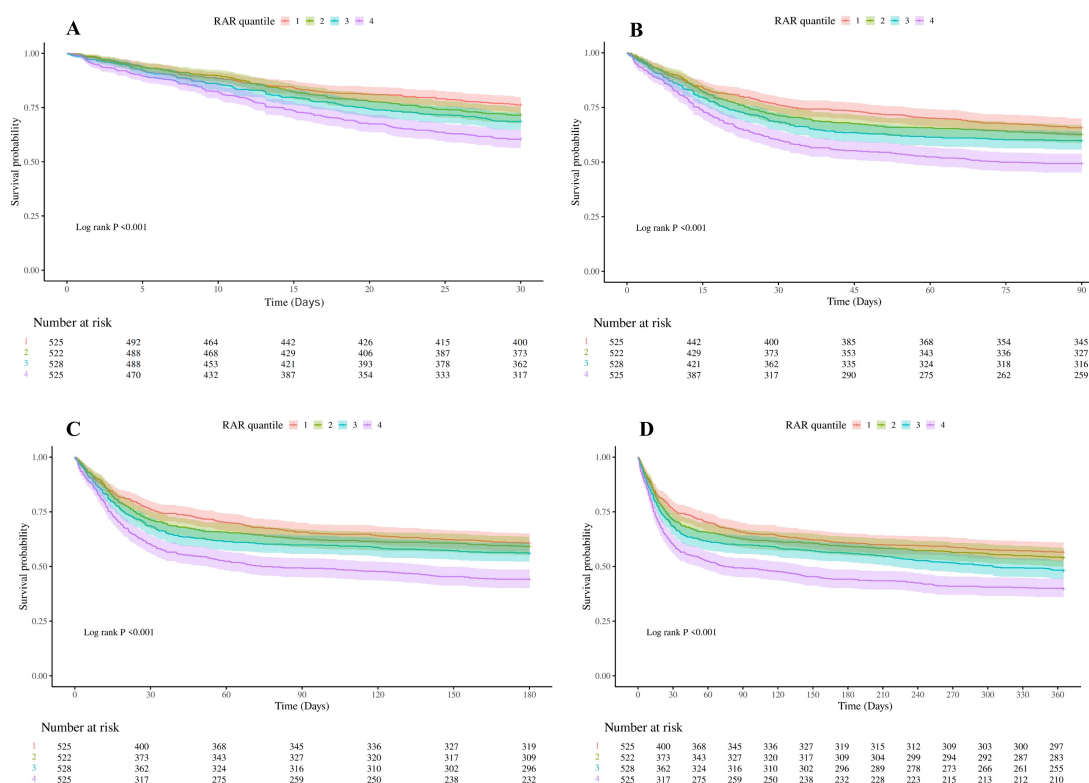 A
RAR quantile 1 2 3 4
Survival probability
1.00
0.75
0.50
0.25
0.00
Log rank P <0.001
0 5 10 15 20 25 30
Time (Days)
Number at risk
1 525 492 464 442 426 415 400
2 522 488 468 429 406 387 373
3 528 488 453 421 393 378 362
4 525 470 432 387 354 333 317
B
RAR quantile 1 2 3 4
Survival probability
1.00
0.75
0.50
0.25
0.00
Log rank P <0.001
0 15 30 45 60 75 90
Time (Days)
Number at risk
1 525 442 400 385 368 354 345
2 522 429 373 353 343 336 327
3 528 421 362 335 324 318 316
4 525 387 317 290 275 262 259
C
RAR quantile 1 2 3 4
Survival probability
1.00
0.75
0.50
0.25
0.00
Log rank P <0.001
0 30 60 90 120 150 180
Time (Days)
Number at risk
1 525 400 368 345 336 327 319
2 522 373 343 327 320 317 309
3 528 362 324 316 310 302 296
4 525 317 275 259 250 238 232
D
RAR quantile 1 2 3 4
Survival probability
1.00
0.75
0.50
0.25
0.00
Log rank P <0.001
0 30 60 90 120 150 180 210 240 270 300 330 360
Time (Days)
Number at risk
1 525 400 368 345 336 327 319 315 312 309 303 300 297
2 522 373 343 327 320 317 309 304 299 294 292 287 283
3 528 362 324 316 310 302 296 289 278 273 266 261 255
4 525 317 275 259 250 238 232 228 223 215 213 212 210